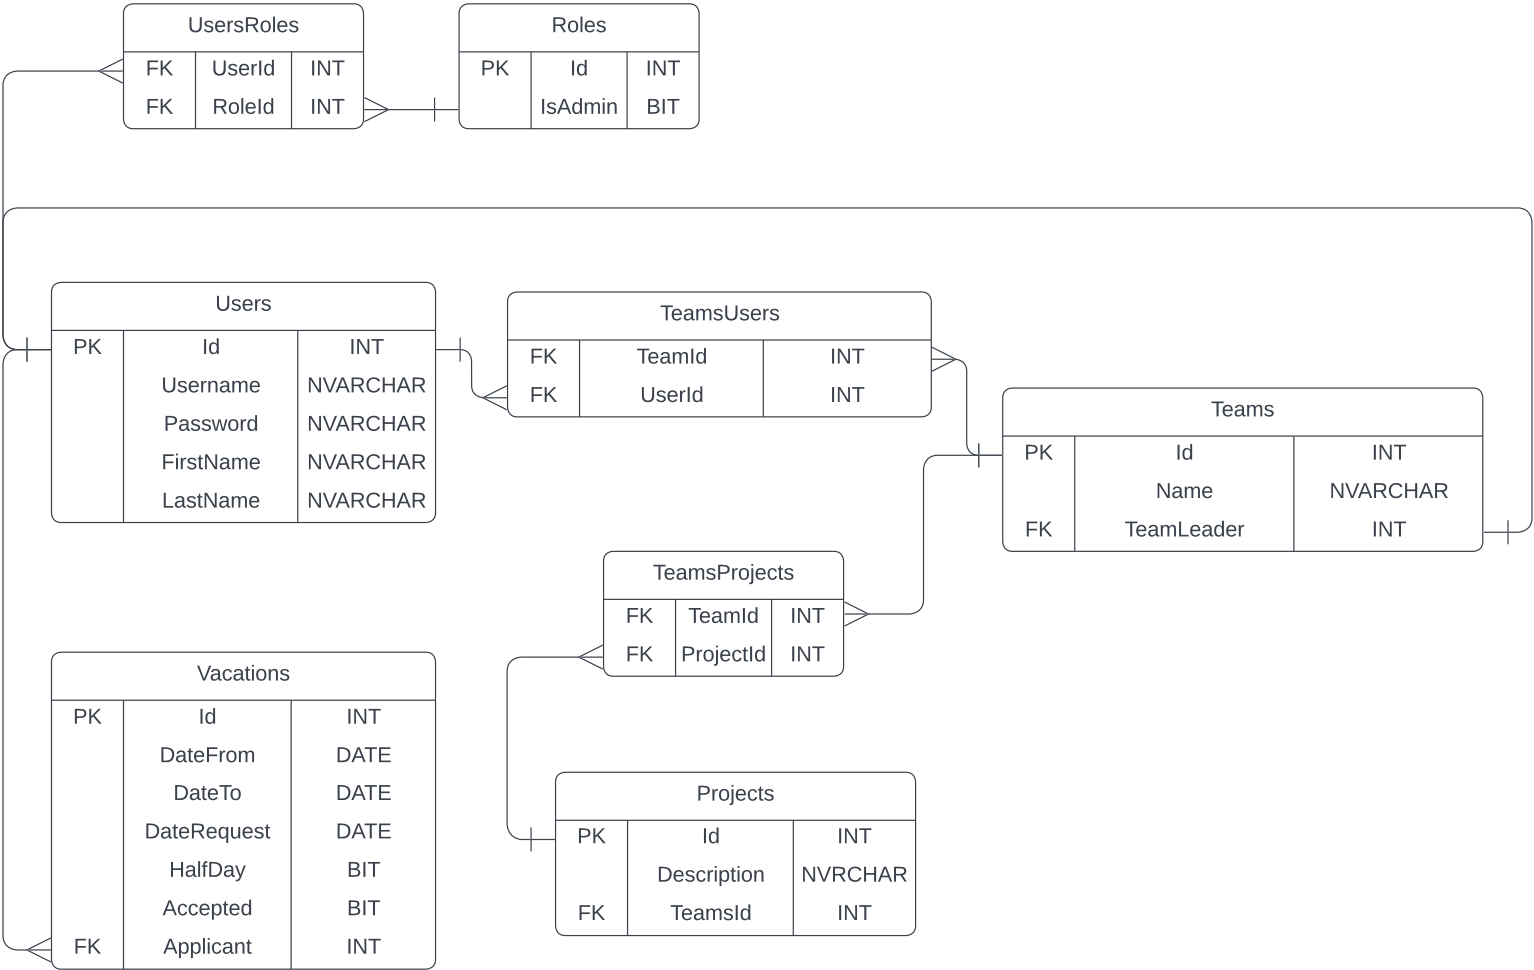 UsersRoles
FK UserId INT
FK RoleId INT
Roles
PK Id INT
IsAdmin BIT
Users
PK Id INT
Username NVARCHAR
Password NVARCHAR
FirstName NVARCHAR
LastName NVARCHAR
TeamsUsers
FK TeamId INT
FK UserId INT
Teams
PK Id INT
Name NVARCHAR
FK TeamLeader INT
TeamsProjects
FK TeamId INT
FK ProjectId INT
Vacations
PK Id INT
DateFrom DATE
DateTo DATE
DateRequest DATE
HalfDay BIT
Accepted BIT
FK Applicant INT
Projects
PK Id INT
Description NVRCHAR
FK TeamsId INT